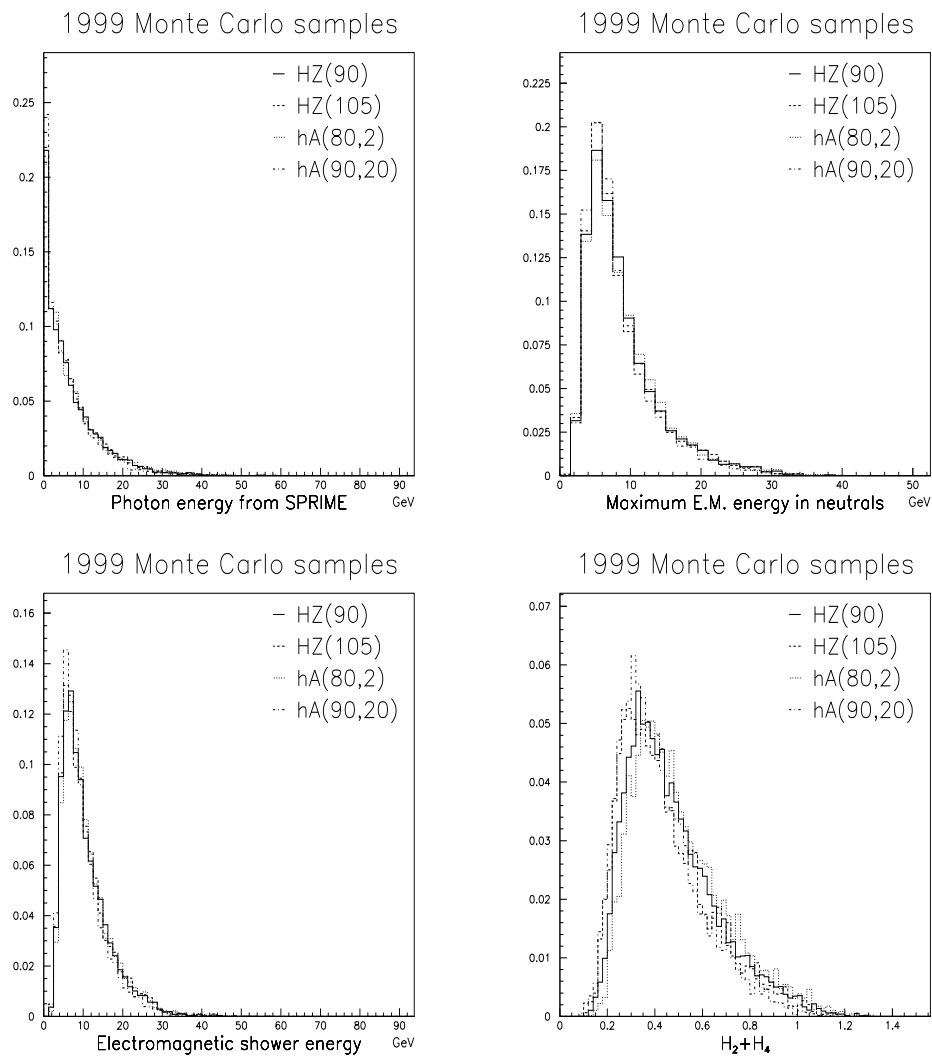 1999 Monte Carlo samples
HZ(90)
HZ(105)
hA(80,2)
hA(90,20)
0.25
0.2
0.15
0.1
0.05
0
0 10 20 30 40 50 60 70 80 90
Photon energy from SPRIME GeV
1999 Monte Carlo samples
HZ(90)
HZ(105)
hA(80,2)
hA(90,20)
0.225
0.2
0.175
0.15
0.125
0.1
0.075
0.05
0.025
0
0 10 20 30 40 50
Maximum E.M. energy in neutrals GeV
1999 Monte Carlo samples
HZ(90)
HZ(105)
hA(80,2)
hA(90,20)
0.16
0.14
0.12
0.1
0.08
0.06
0.04
0.02
0
0 10 20 30 40 50 60 70 80 90
Electromagnetic shower energy GeV
1999 Monte Carlo samples
HZ(90)
HZ(105)
hA(80,2)
hA(90,20)
0.07
0.06
0.05
0.04
0.03
0.02
0.01
0
0 0.2 0.4 0.6 0.8 1 1.2 1.4
H₂+H₄